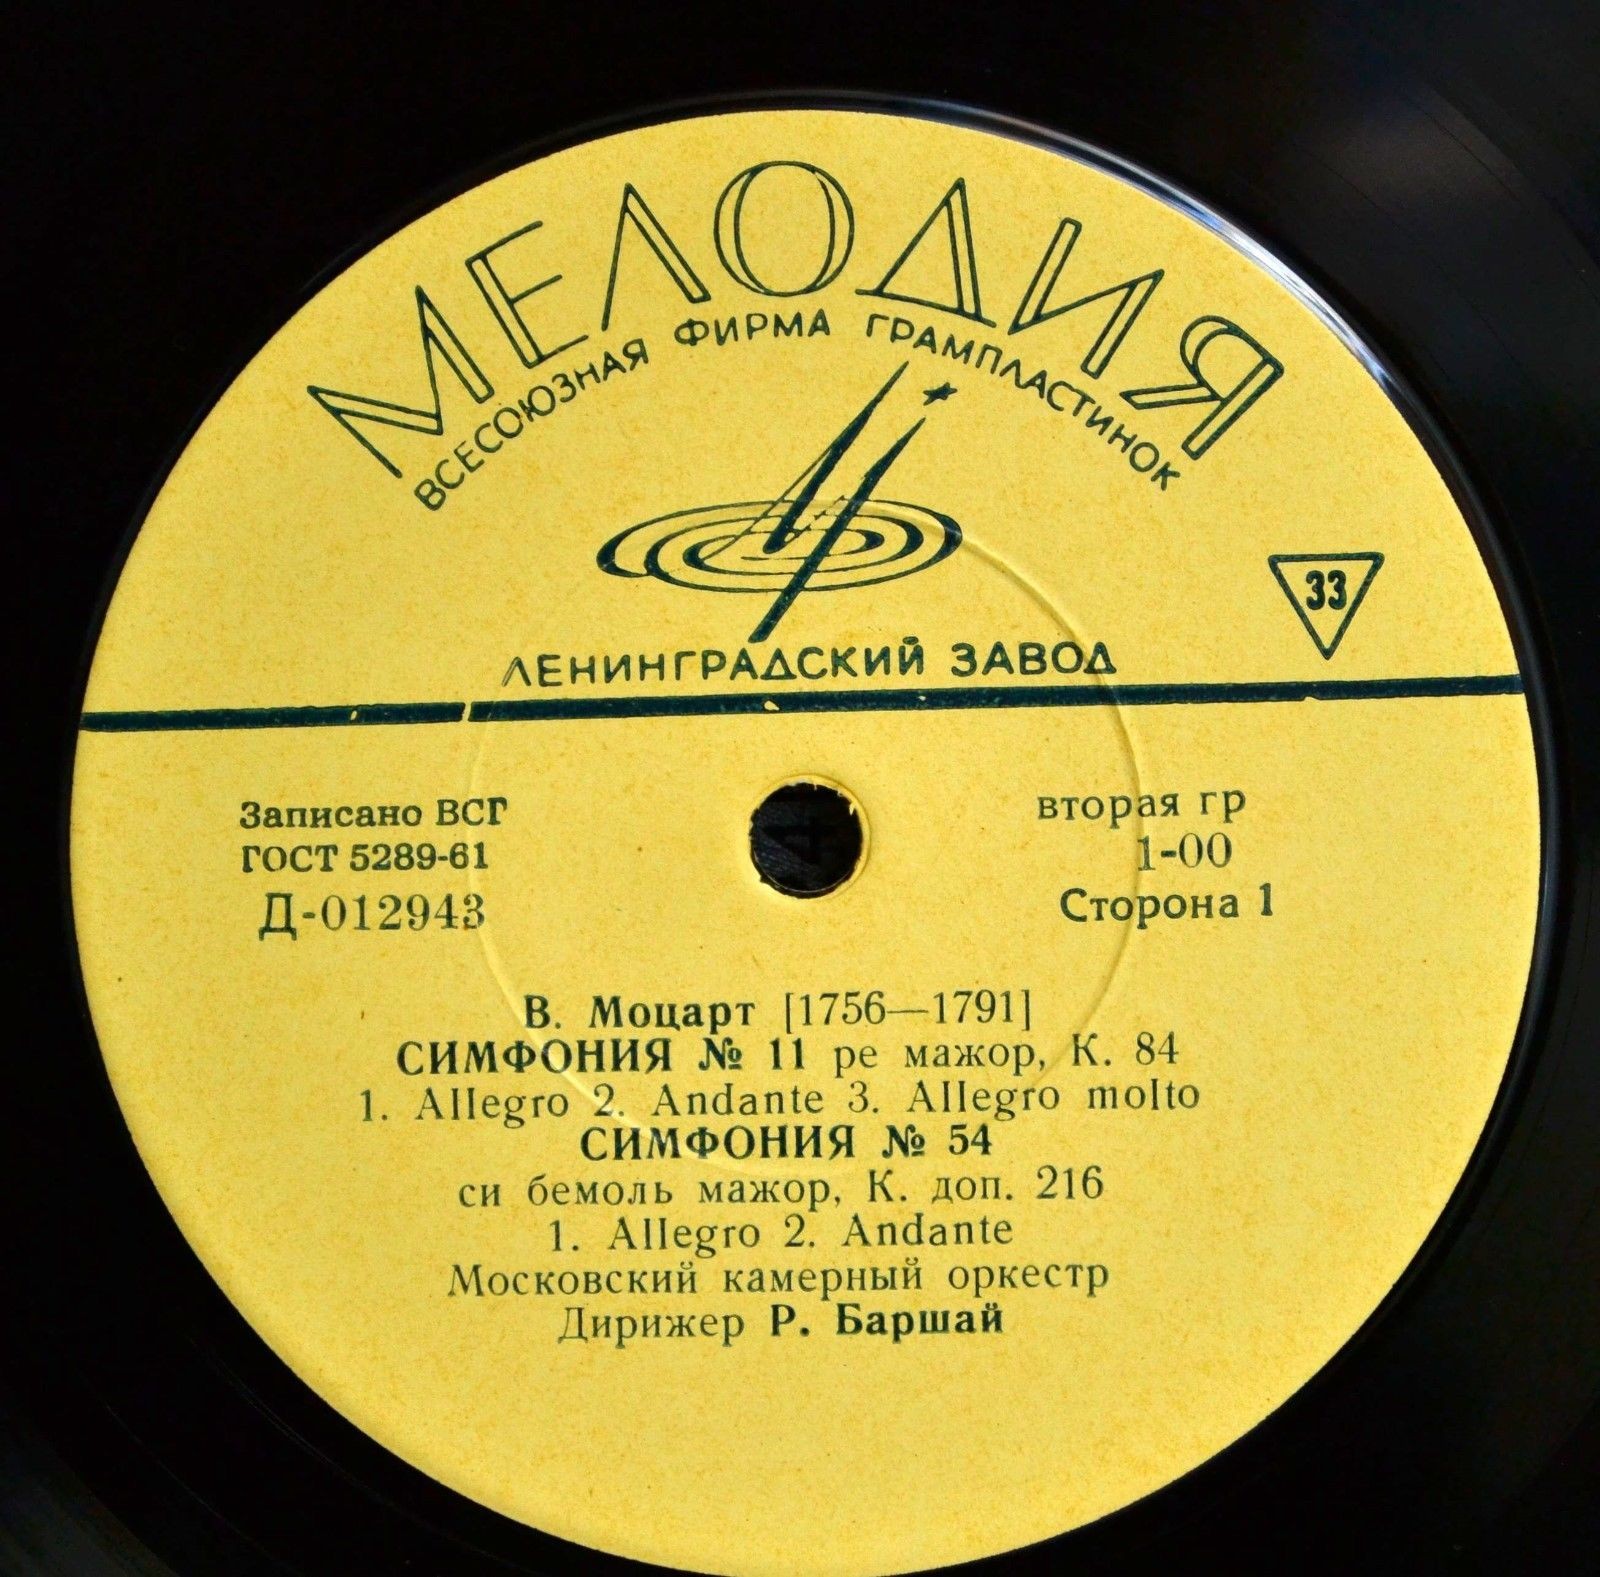 МЕЛОДИЯ
ВСЕСОЮЗНАЯ ФИРМА ГРАМПЛАСТИНОК
33
ЛЕНИНГРАДСКИЙ ЗАВОД
Записано ВСГ
ГОСТ 5289-61
Д-012943
вторая гр
1-00
Сторона 1
В. Моцарт [1756—1791]
СИМФОНИЯ № 11 ре мажор, К. 84
1. Allegro 2. Andante 3. Allegro molto
СИМФОНИЯ № 54
си бемоль мажор, К. доп. 216
1. Allegro 2. Andante
Московский камерный оркестр
Дирижер Р. Баршай